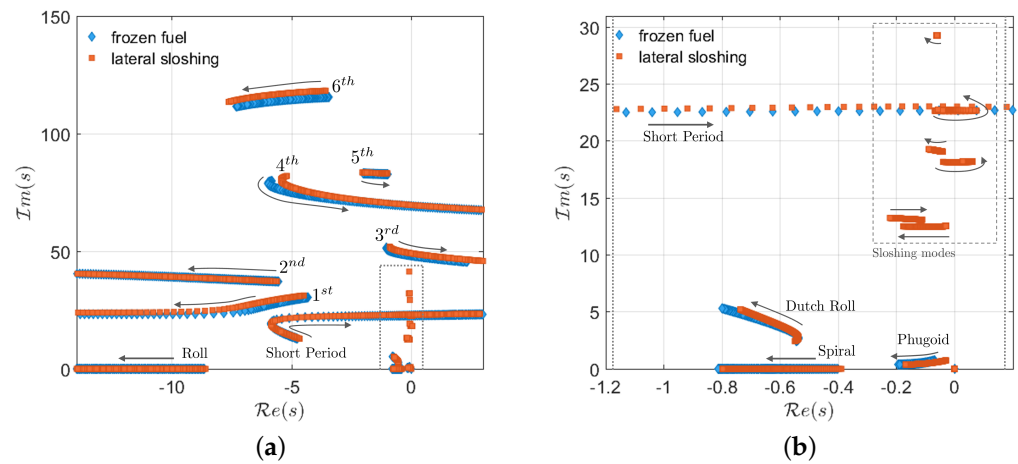 150
100
50
0
-10
-5
0
Im(s)
Re(s)
frozen fuel
lateral sloshing
6th
5th
4th
3rd
2nd
1st
Short Period
Roll
(a)
30
25
20
15
10
5
0
-1.2
-1
-0.8
-0.6
-0.4
-0.2
0
Im(s)
Re(s)
frozen fuel
lateral sloshing
Short Period
Sloshing modes
Dutch Roll
Phugoid
Spiral
(b)